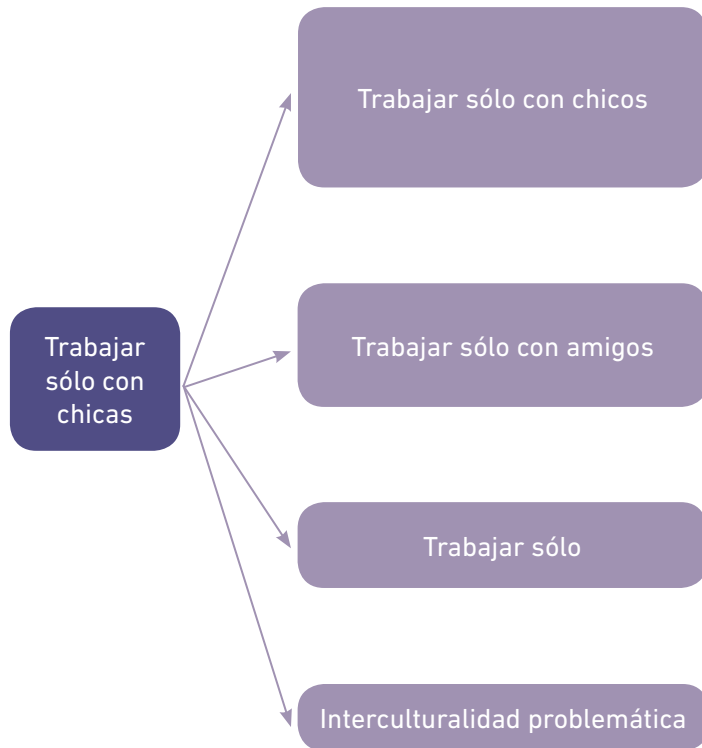 Trabajar sólo con chicos
Trabajar sólo con amigos
Trabajar
sólo con
chicas
Trabajar sólo
Interculturalidad problemática